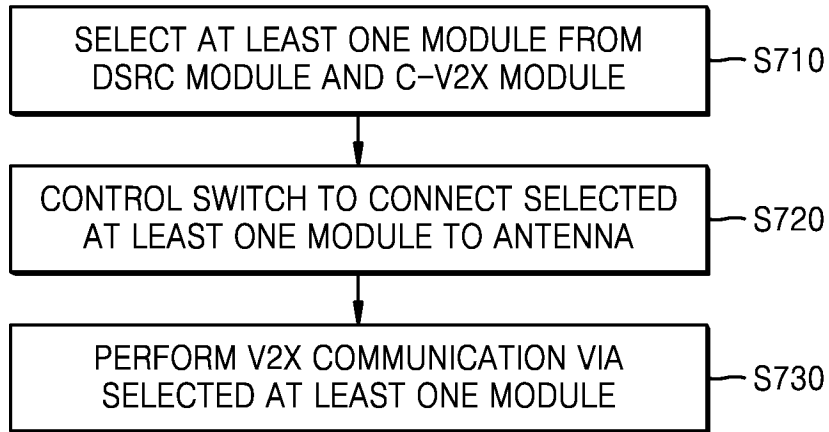 SELECT AT LEAST ONE MODULE FROM
DSRC MODULE AND C-V2X MODULE
S710
CONTROL SWITCH TO CONNECT SELECTED
AT LEAST ONE MODULE TO ANTENNA
S720
PERFORM V2X COMMUNICATION VIA
SELECTED AT LEAST ONE MODULE
S730